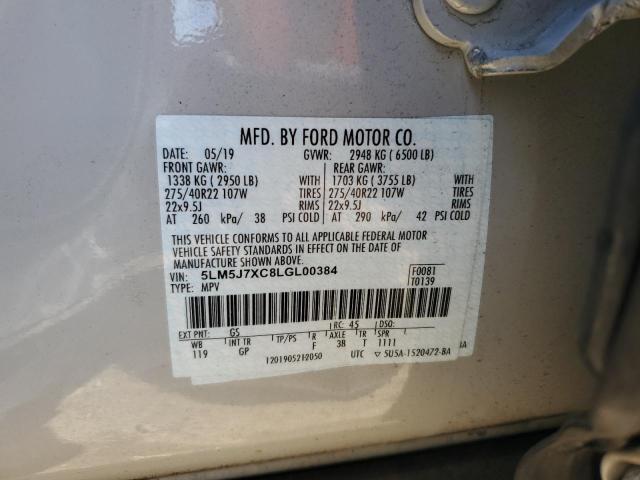 MFD. BY FORD MOTOR CO.
DATE: 05/19 GVWR: 2948 KG ( 6500 LB)
FRONT GAWR: REAR GAWR:
1338 KG ( 2950 LB) WITH 1703 KG ( 3755 LB) WITH
275/40R22 107W TIRES 275/40R22 107W TIRES
22x9.5J RIMS 22x9.5J RIMS
AT 260 kPa/ 38 PSI COLD AT 290 kPa/ 42 PSI COLD
THIS VEHICLE CONFORMS TO ALL APPLICABLE FEDERAL MOTOR
VEHICLE SAFETY STANDARDS IN EFFECT ON THE DATE OF
MANUFACTURE SHOWN ABOVE.
VIN: 5LM5J7XC8LGL00384 F0081
TYPE: MPV T0139
EXT PNT: GS RC: 45 DSO:
WB INT TR TP/PS R AXLE TR SPR
119 GP F 38 T 1111
1201905212050 UTC ▽ 5U5A-1520472-BA